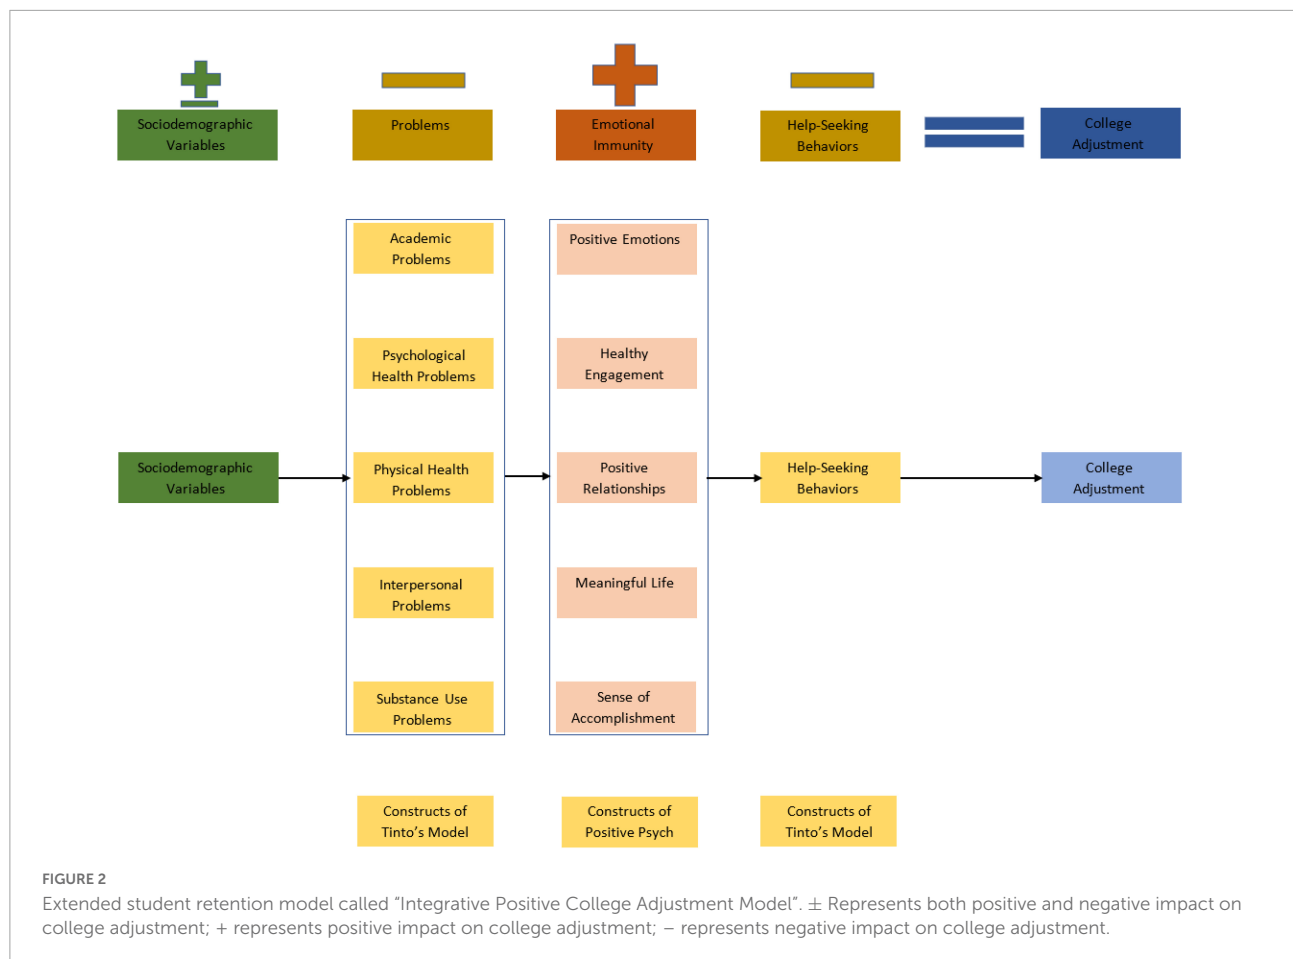 Sociodemographic
Variables
Problems
Emotional
Immunity
Help-Seeking
Behaviors
College
Adjustment
Academic
Problems
Positive Emotions
Psychological
Health Problems
Healthy
Engagement
Sociodemographic
Variables
Physical Health
Problems
Positive
Relationships
Help-Seeking
Behaviors
College
Adjustment
Interpersonal
Problems
Meaningful Life
Substance Use
Problems
Sense of
Accomplishment
Constructs of
Tinto’s Model
Constructs of
Positive Psych
Constructs of
Tinto’s Model
FIGURE 2
Extended student retention model called “Integrative Positive College Adjustment Model”. ± Represents both positive and negative impact on
college adjustment; + represents positive impact on college adjustment; – represents negative impact on college adjustment.